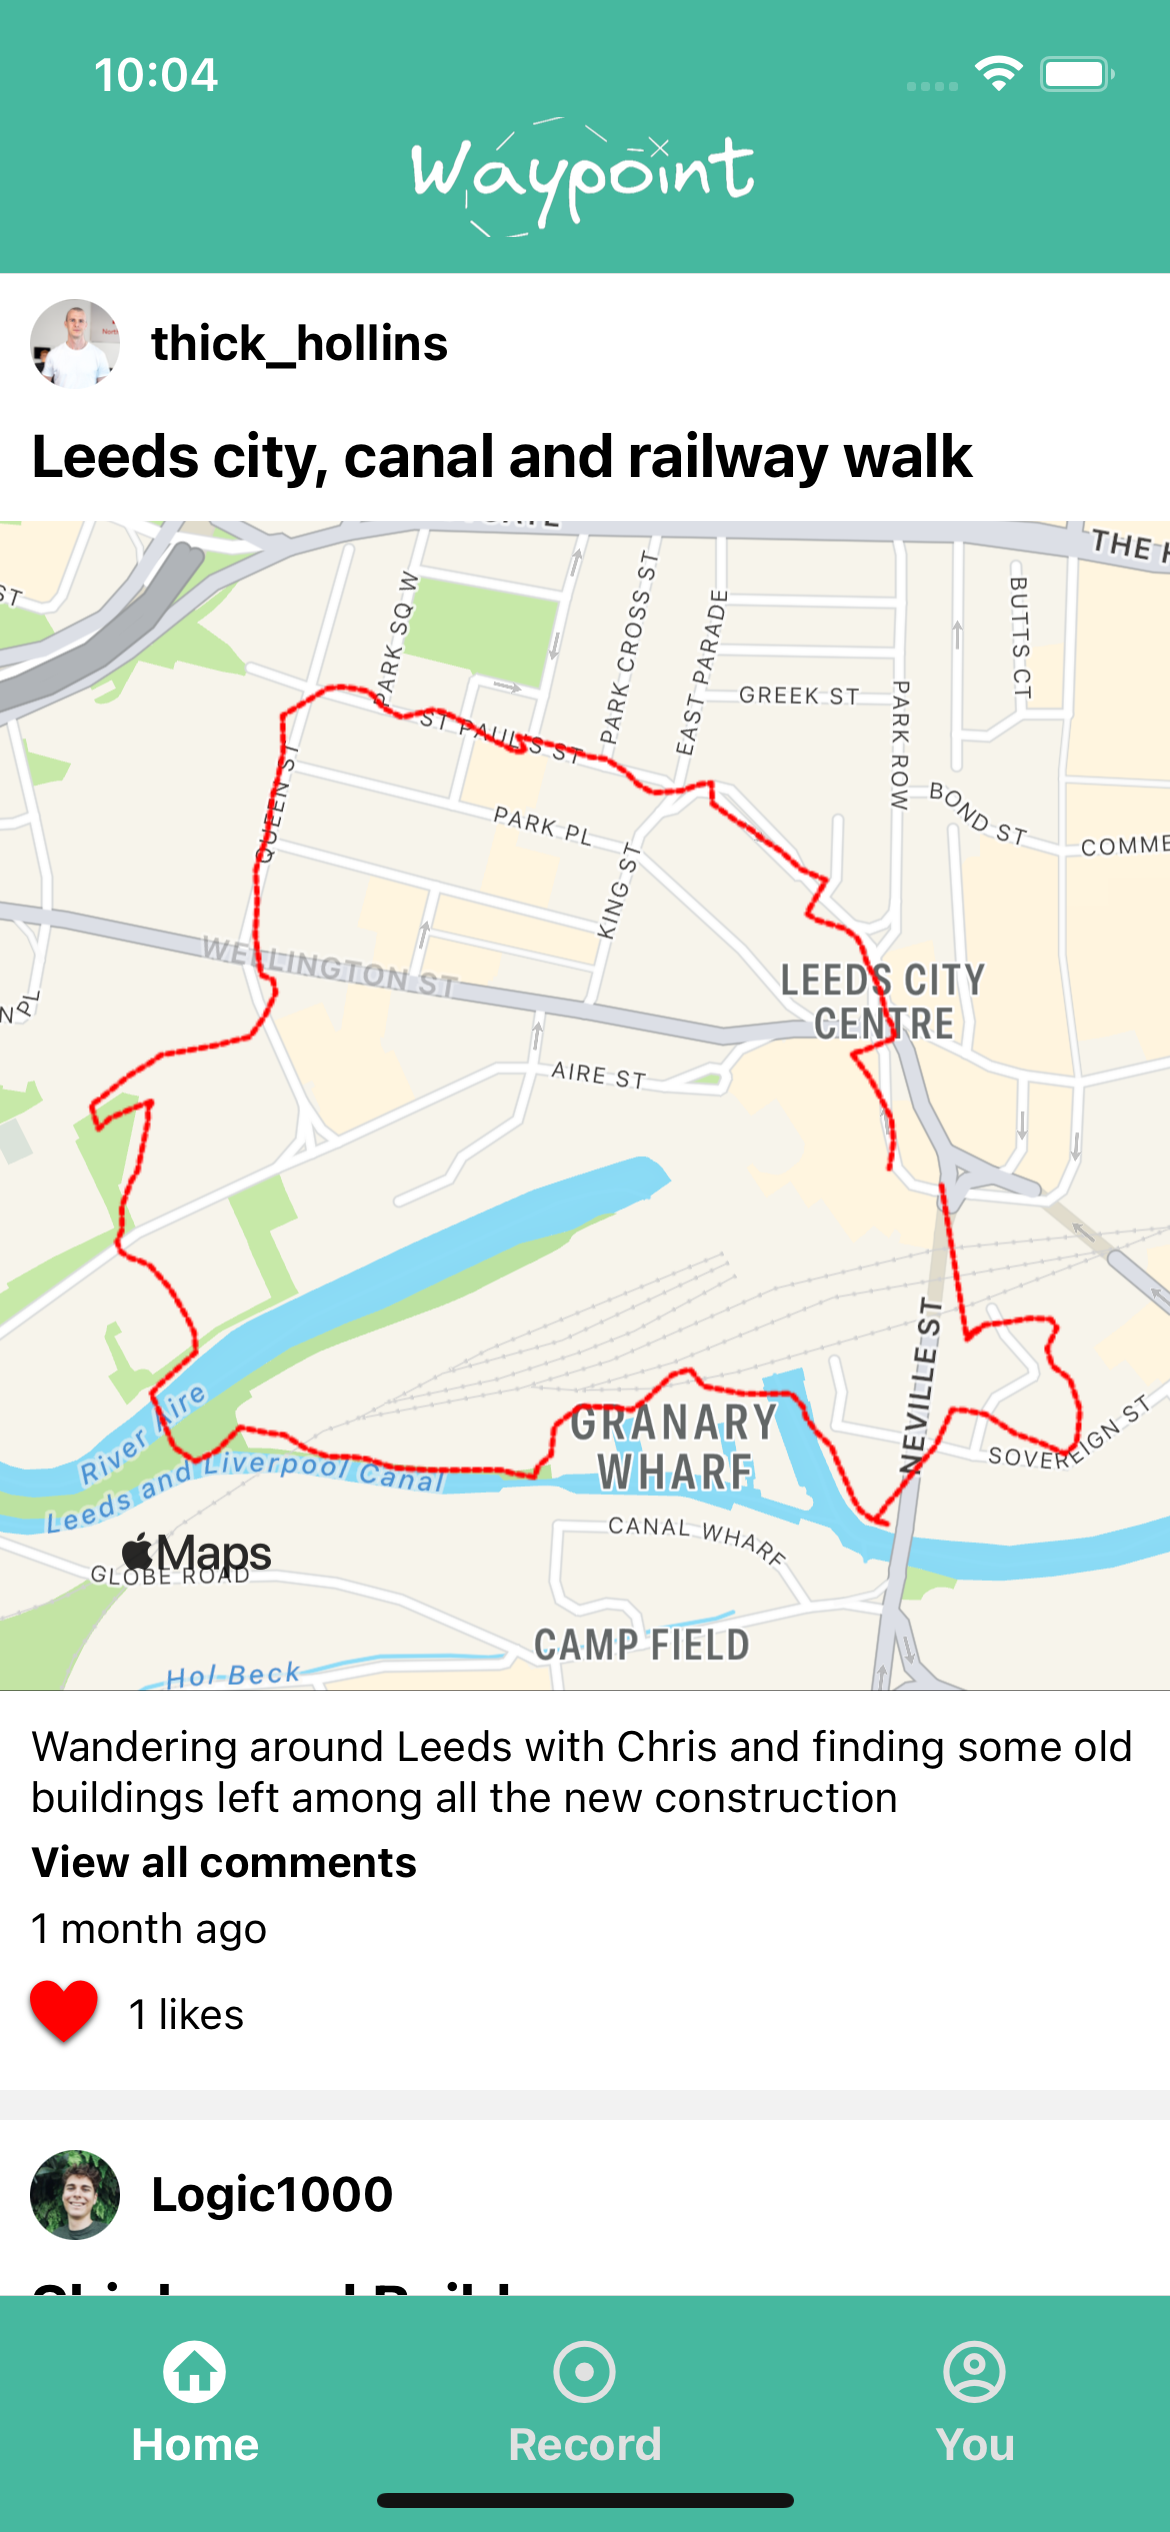 10:04
Waypoint
thick_hollins
Leeds city, canal and railway walk
THE H
ST
PARK SQ W
PARK CROSS ST
EAST PARADE
BUTTS CT
GREEK ST
PARK ROW
ST PAUL'S ST
QUEEN ST
PARK PL
BOND ST
COMME
KING ST
WELLINGTON ST
LEEDS CITY
CENTRE
N PL
AIRE ST
NEVILLE ST
River Aire
GRANARY
WHARF
SOVEREIGN ST
Leeds and Liverpool Canal
CANAL WHARF
Maps
GLOBE ROAD
CAMP FIELD
Hol Beck
Wandering around Leeds with Chris and finding some old
buildings left among all the new construction
View all comments
1 month ago
1 likes
Logic1000
Home
Record
You